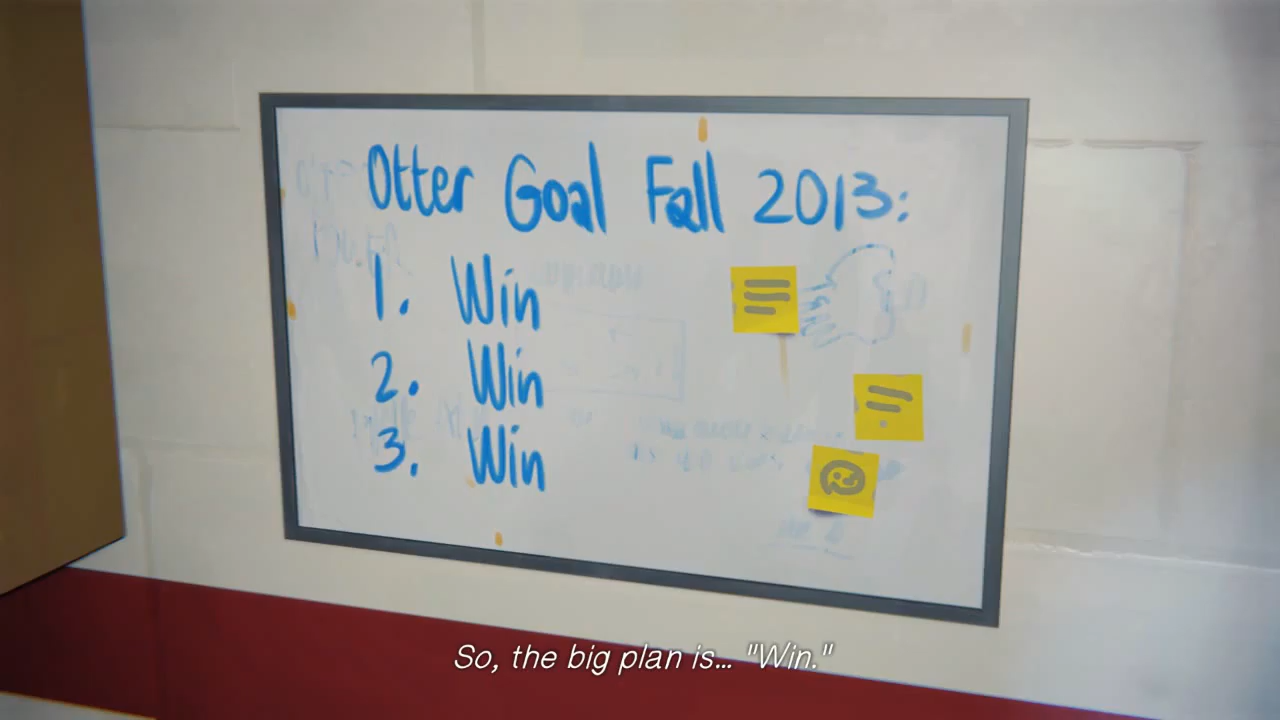 Otter Goal Fall 2013:
1. Win
2. Win
3. Win
So, the big plan is... "Win."